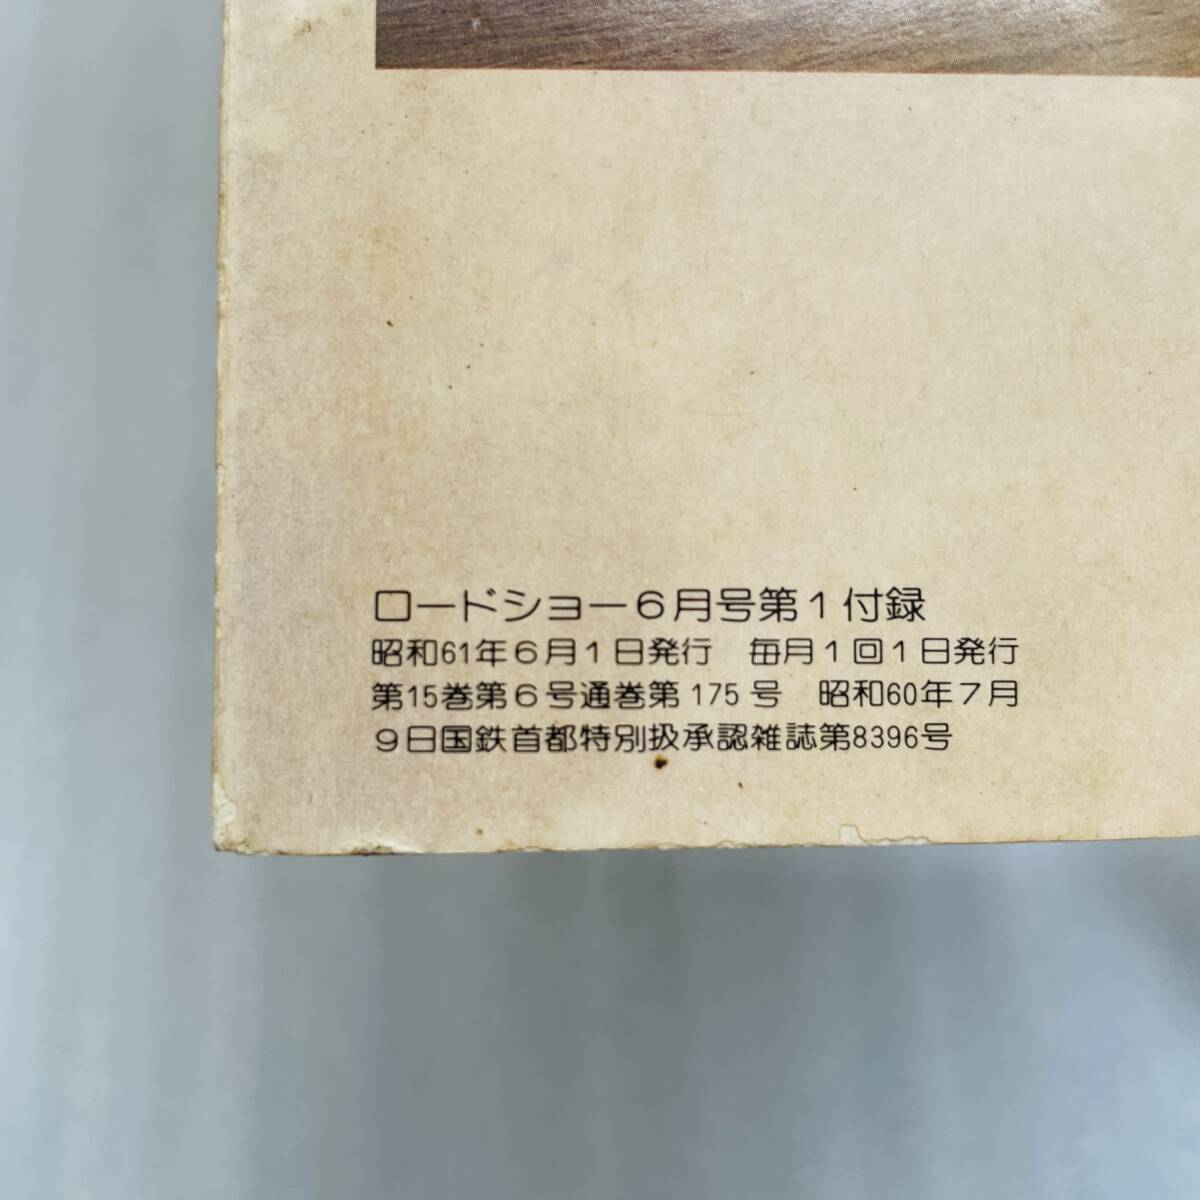 ロードショー6月号第1付録
昭和61年6月1日発行　毎月1回1日発行
第15巻第6号通巻第175号　昭和60年7月
9日国鉄首都特別扱承認雑誌第8396号